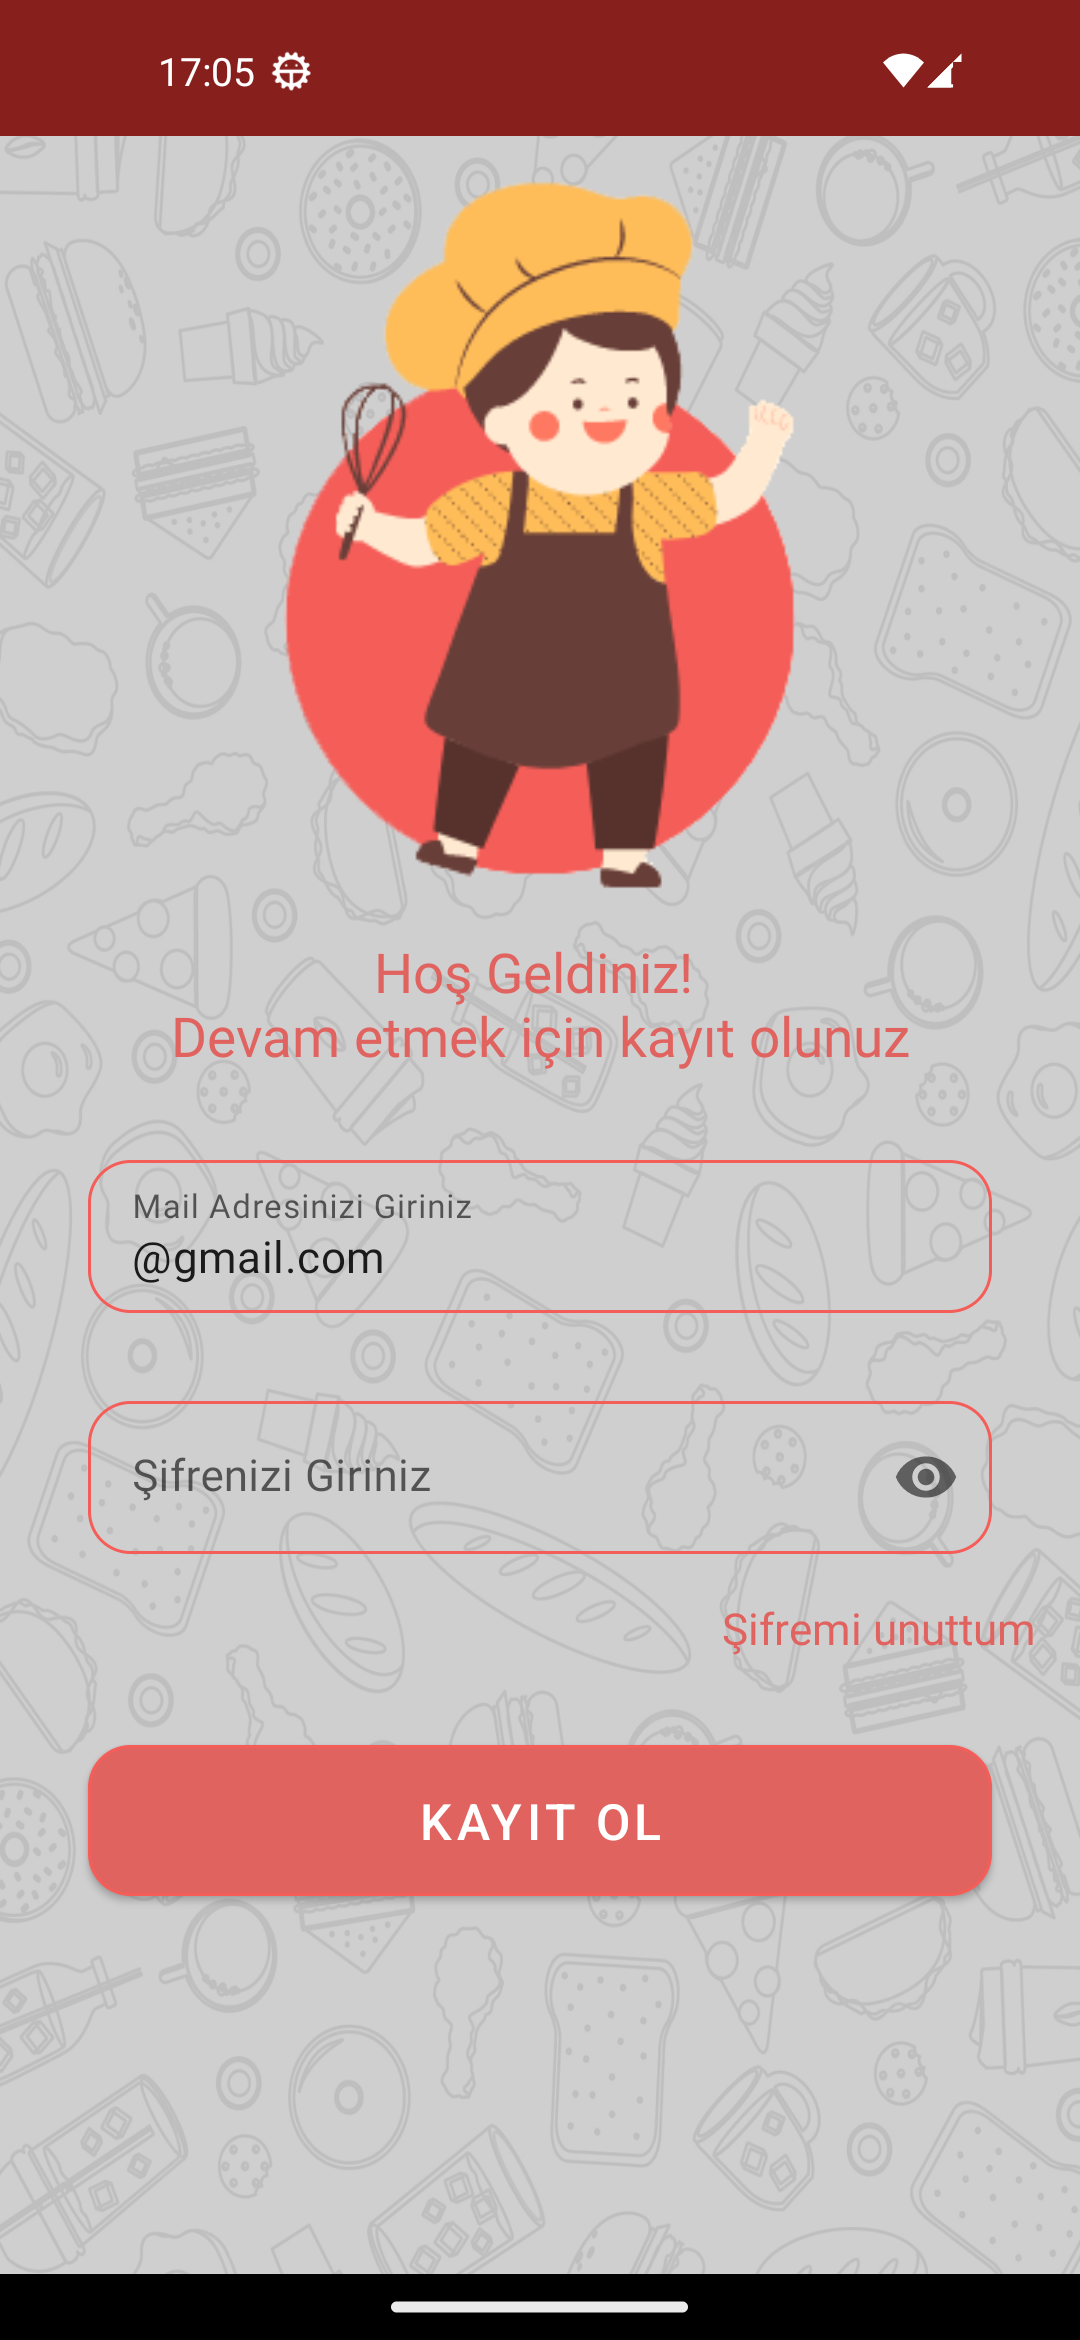 17:05
Hoş Geldiniz!
Devam etmek için kayıt olunuz
Mail Adresinizi Giriniz
@gmail.com
Şifrenizi Giriniz
Şifremi unuttum
KAYIT OL